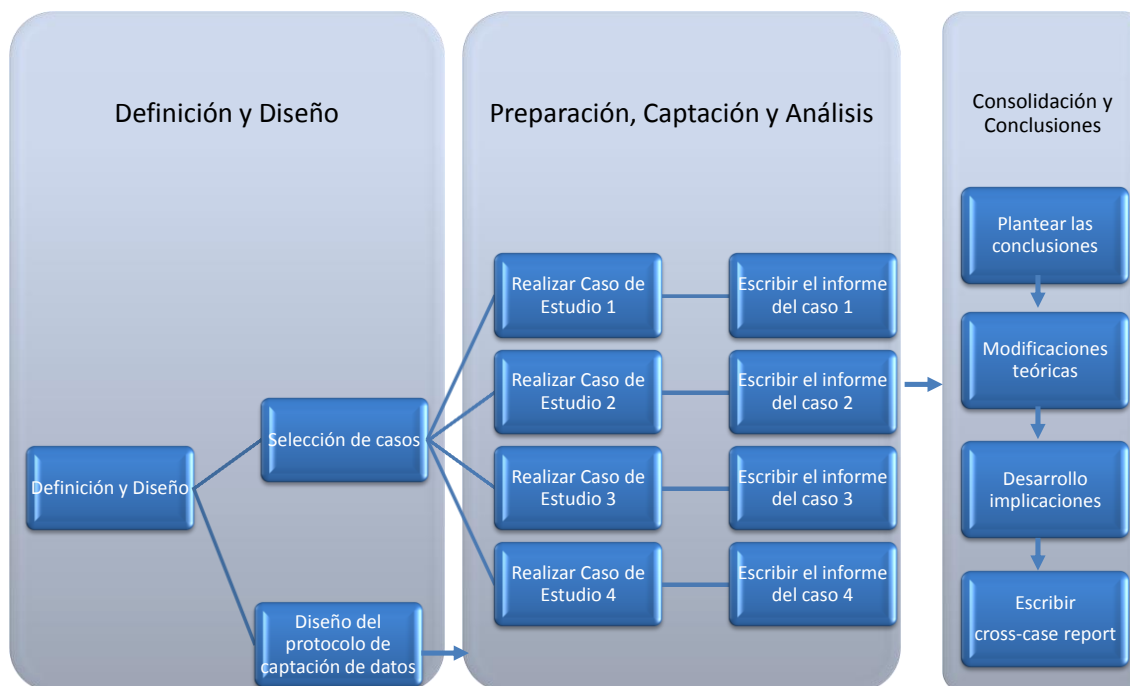 Definición y Diseño
Definición y Diseño
Selección de casos
Diseño del
protocolo de
captación de datos
Preparación, Captación y Análisis
Realizar Caso de
Estudio 1
Escribir el informe
del caso 1
Realizar Caso de
Estudio 2
Escribir el informe
del caso 2
Realizar Caso de
Estudio 3
Escribir el informe
del caso 3
Realizar Caso de
Estudio 4
Escribir el informe
del caso 4
Consolidación y
Conclusiones
Plantear las
conclusiones
Modificaciones
teóricas
Desarrollo
implicaciones
Escribir
cross-case report